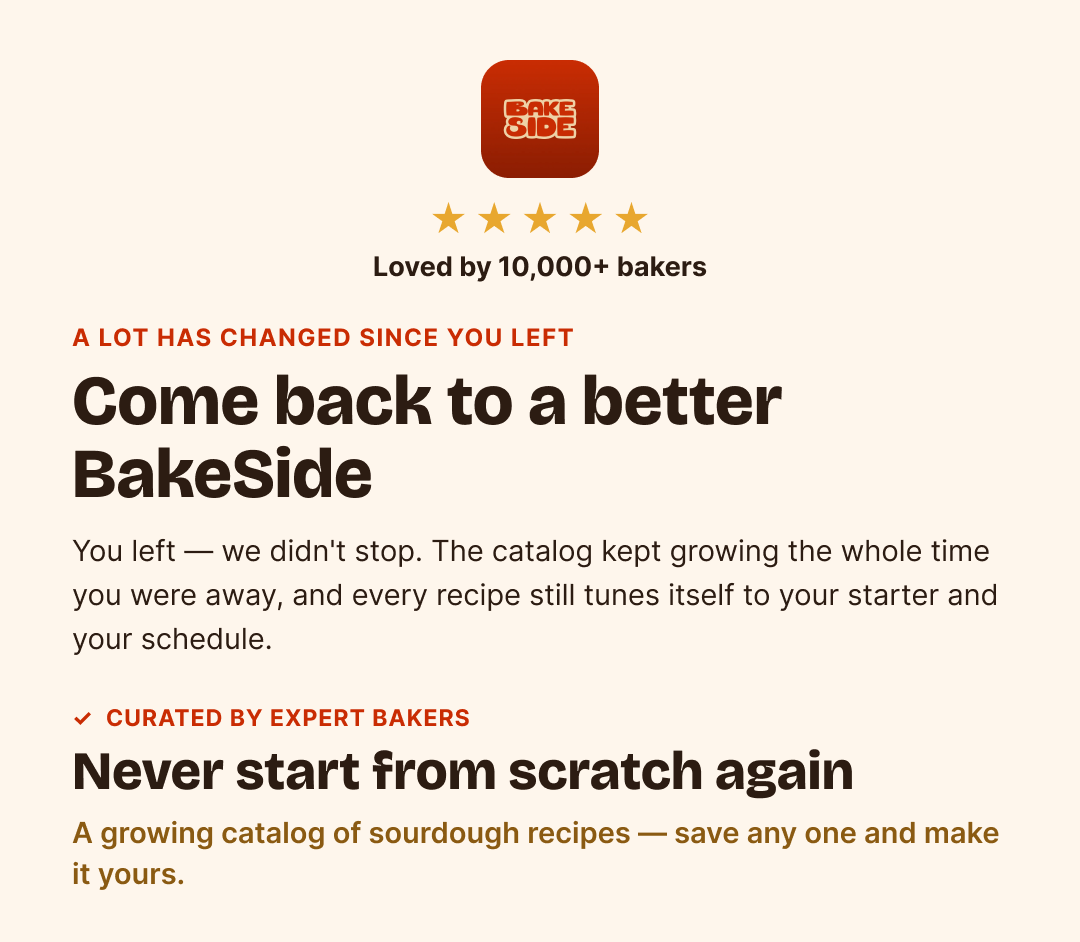 BAKE
SIDE
Loved by 10,000+ bakers
A LOT HAS CHANGED SINCE YOU LEFT
Come back to a better
BakeSide
You left — we didn't stop. The catalog kept growing the whole time
you were away, and every recipe still tunes itself to your starter and
your schedule.
✓ CURATED BY EXPERT BAKERS
Never start from scratch again
A growing catalog of sourdough recipes — save any one and make
it yours.